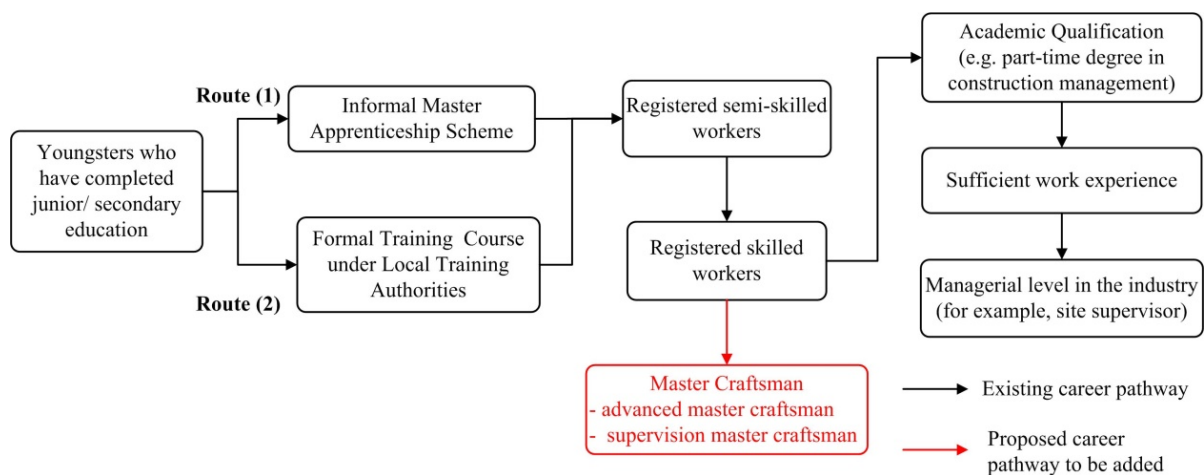 Youngsters who
have completed
junior/ secondary
education
Route (1)
Informal Master
Apprenticeship Scheme
Route (2)
Formal Training Course
under Local Training
Authorities
Registered semi-skilled
workers
Registered skilled
workers
Master Craftsman
- advanced master craftsman
- supervision master craftsman
Academic Qualification
(e.g. part-time degree in
construction management)
Sufficient work experience
Managerial level in the industry
(for example, site supervisor)
Existing career pathway
Proposed career
pathway to be added